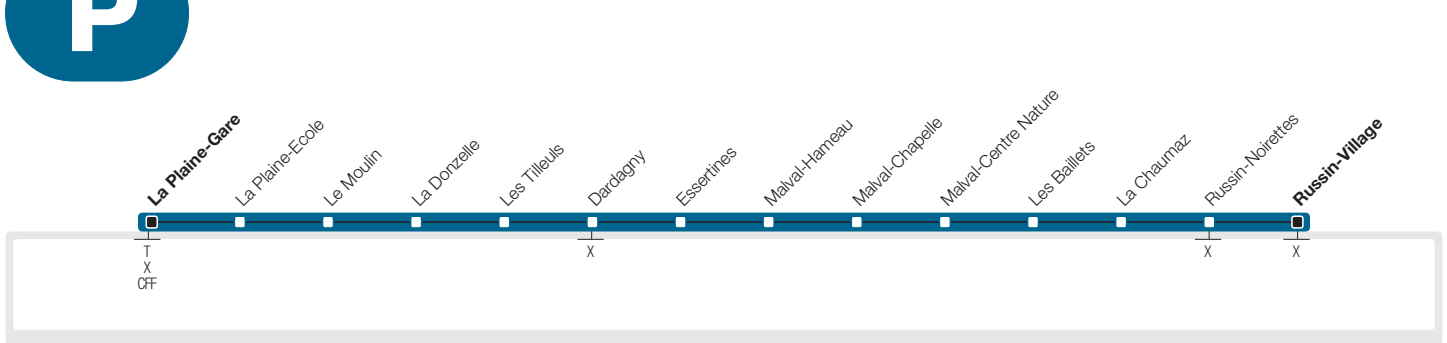 P
La Plaine-Gare
La Plaine-Ecole
Le Moulin
La Donzelle
Les Tilleuls
Dardagny
Essertines
Malval-Hameau
Malval-Chapelle
Malval-Centre Nature
Les Baillets
La Chaumaz
Russin-Noirettes
Russin-Village
T
X
CFF
X
X
X